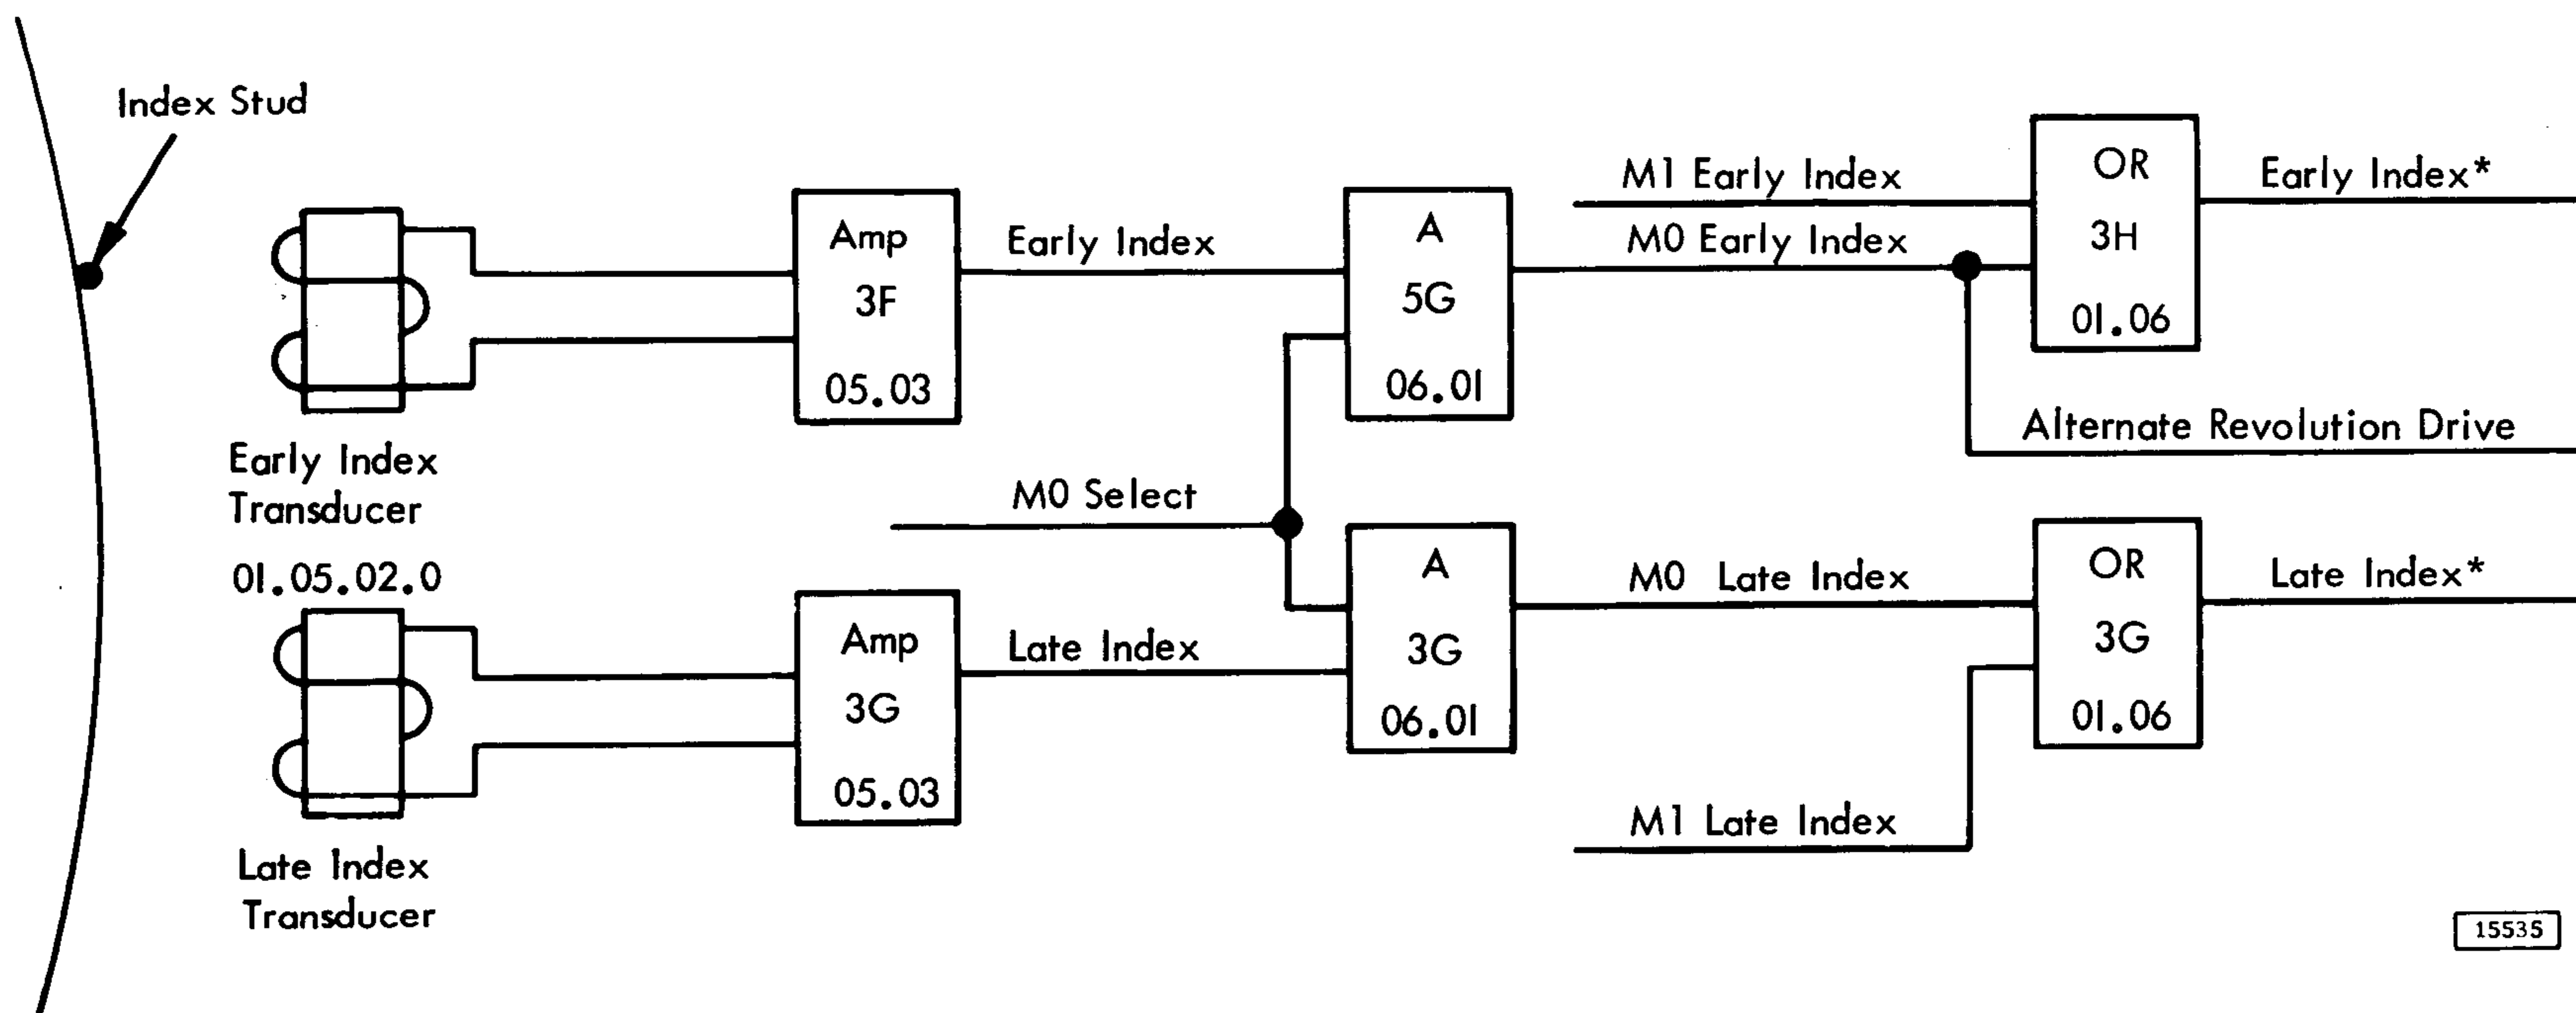 Index Stud
Early Index
Transducer
01.05.02.0
Late Index
Transducer
Amp
3F
05.03
Early Index
M0 Select
Amp
3G
05.03
Late Index
A
5G
06.01
A
3G
06.01
M1 Early Index
M0 Early Index
OR
3H
01.06
Early Index*
Alternate Revolution Drive
M0 Late Index
M1 Late Index
OR
3G
01.06
Late Index*
15535